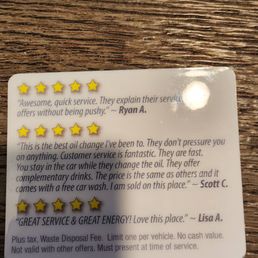 "Awesome, quick service. They explain their servic
offers without being pushy." ~ Ryan A.
"This is the best oil change I've been to. They don't pressure you
on anything. Customer service is fantastic. They are fast.
You stay in the car while they change the oil. They offer
complementary drinks. The price is the same as others and it
comes with a free car wash. I am sold on this place." ~ Scott C.
"GREAT SERVICE & GREAT ENERGY! Love this place." ~ Lisa A.
Plus tax. Waste Disposal Fee. Limit one per vehicle. No cash value.
Not valid with other offers. Must present at time of service.